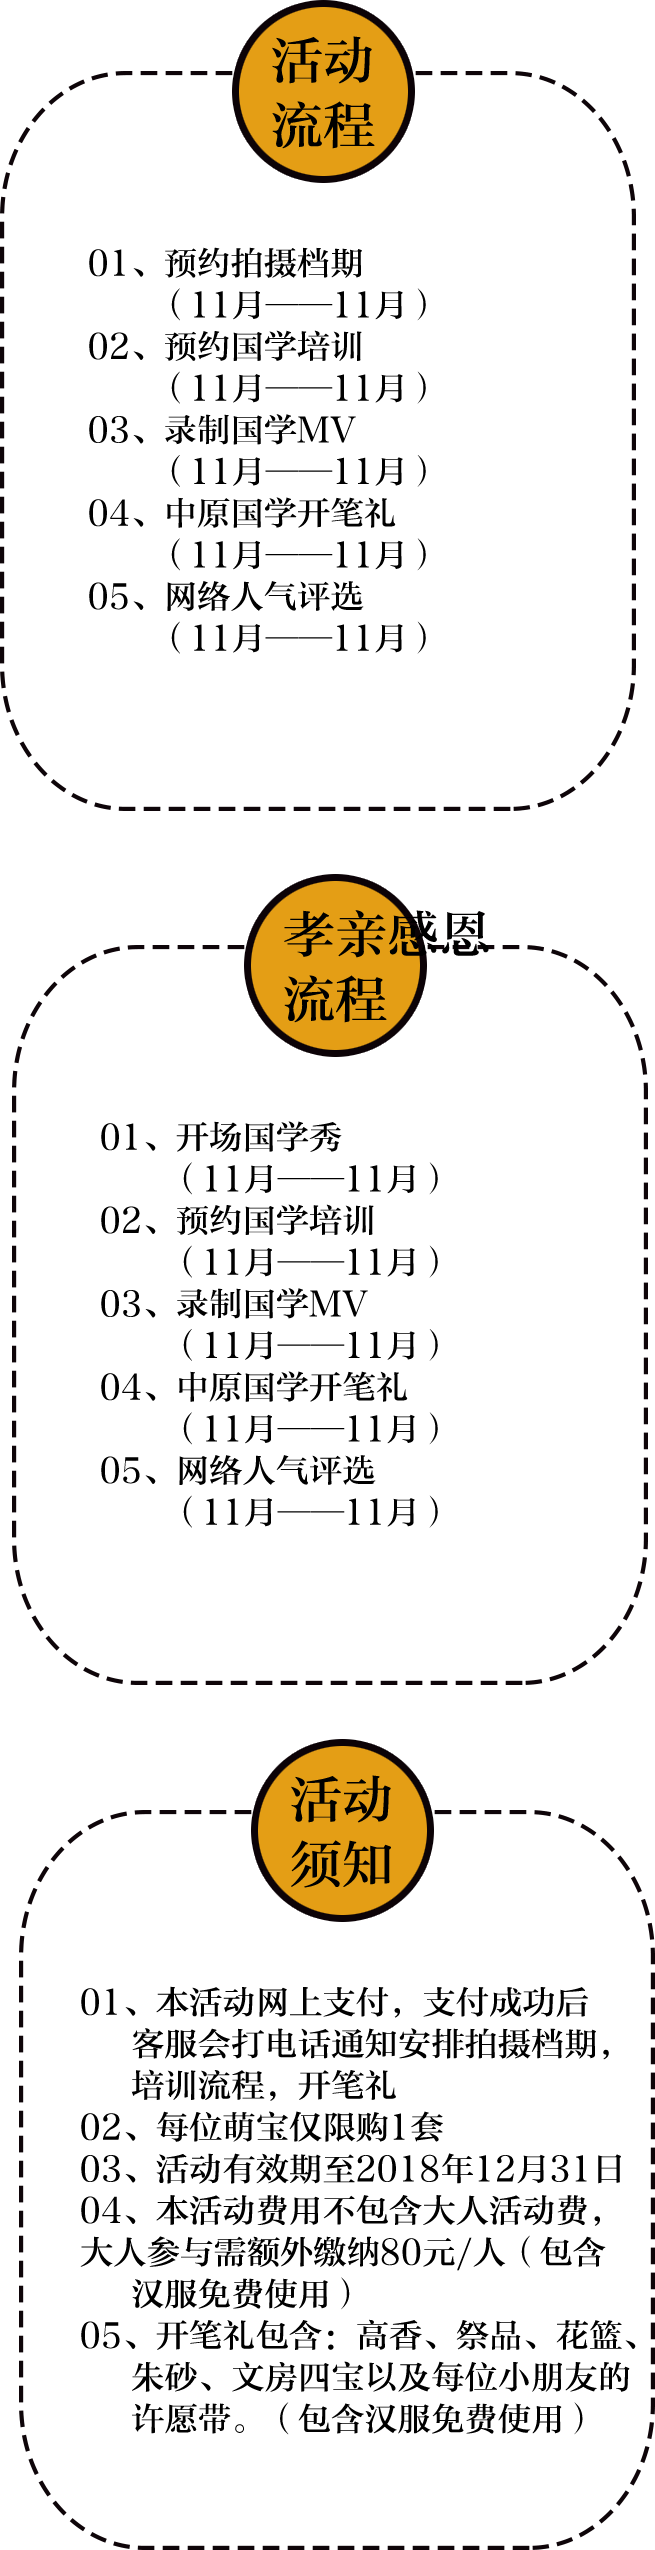 活动
流程
01、预约拍摄档期
（11月——11月）
02、预约国学培训
（11月——11月）
03、录制国学MV
（11月——11月）
04、中原国学开笔礼
（11月——11月）
05、网络人气评选
（11月——11月）
孝亲感恩
流程
01、开场国学秀
（11月——11月）
02、预约国学培训
（11月——11月）
03、录制国学MV
（11月——11月）
04、中原国学开笔礼
（11月——11月）
05、网络人气评选
（11月——11月）
活动
须知
01、本活动网上支付，支付成功后
客服会打电话通知安排拍摄档期，
培训流程，开笔礼
02、每位萌宝仅限购1套
03、活动有效期至2018年12月31日
04、本活动费用不包含大人活动费，
大人参与需额外缴纳80元/人（包含
汉服免费使用）
05、开笔礼包含：高香、祭品、花篮、
朱砂、文房四宝以及每位小朋友的
许愿带。（包含汉服免费使用）